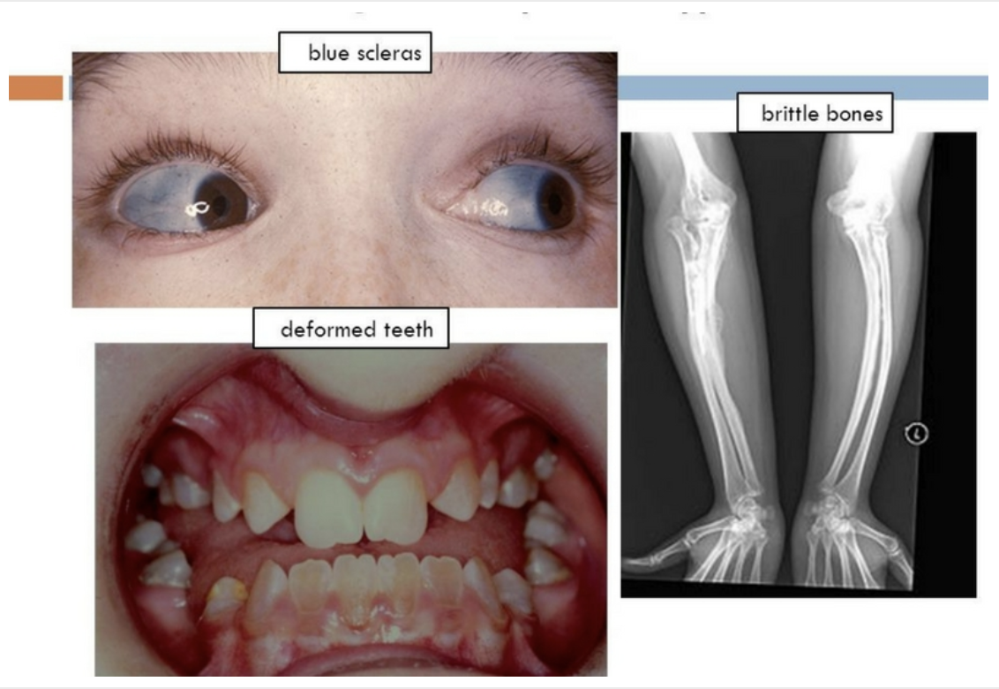 blue scleras
brittle bones
deformed teeth
L